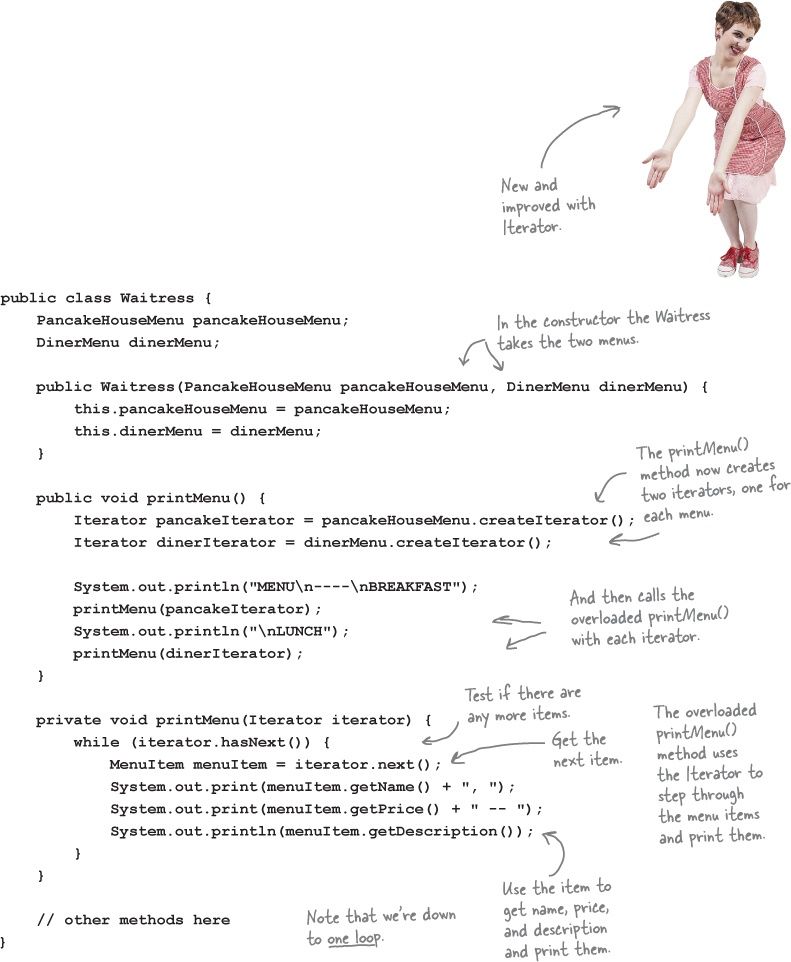 New and
improved with
Iterator.
public class Waitress {
PancakeHouseMenu pancakeHouseMenu;
DinerMenu dinerMenu;
In the constructor the Waitress
takes the two menus.
public Waitress(PancakeHouseMenu pancakeHouseMenu, DinerMenu dinerMenu) {
this.pancakeHouseMenu = pancakeHouseMenu;
this.dinerMenu = dinerMenu;
}
The printMenu()
method now creates
two iterators, one for
each menu.
public void printMenu() {
Iterator pancakeIterator = pancakeHouseMenu.createIterator();
Iterator dinerIterator = dinerMenu.createIterator();
System.out.println("MENU\n----\nBREAKFAST");
printMenu(pancakeIterator);
System.out.println("\nLUNCH");
printMenu(dinerIterator);
}
And then calls the
overloaded printMenu()
with each iterator.
private void printMenu(Iterator iterator) {
while (iterator.hasNext()) {
MenuItem menuItem = iterator.next();
System.out.print(menuItem.getName() + ", ");
System.out.print(menuItem.getPrice() + " -- ");
System.out.println(menuItem.getDescription());
}
}
Test if there are
any more items.
Get the
next item.
The overloaded
printMenu()
method uses
the Iterator to
step through
the menu items
and print them.
Use the item to
get name, price,
and description
and print them.
// other methods here
}
Note that we're down
to one loop.